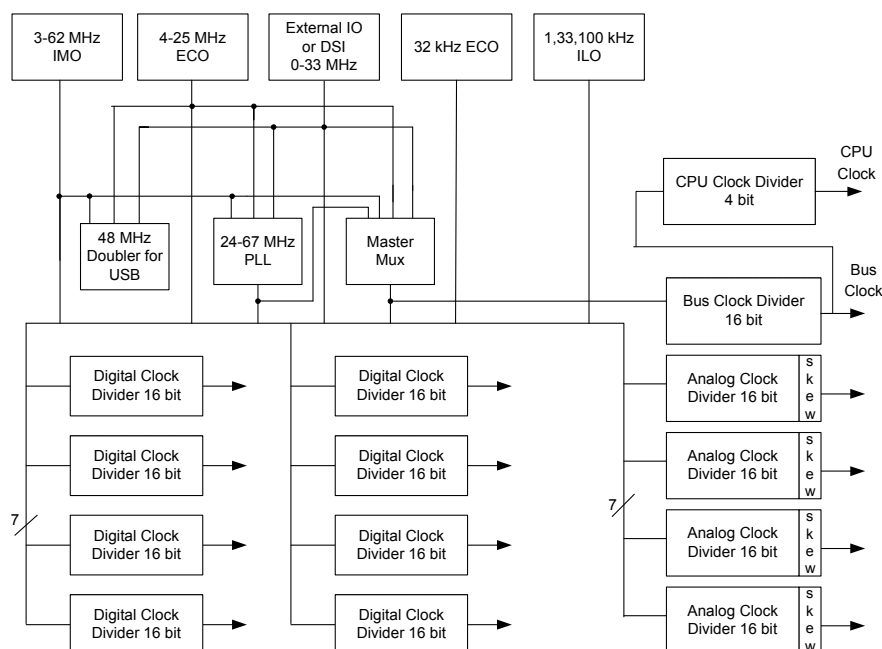 3-62 MHz
IMO
4-25 MHz
ECO
External IO
or DSI
0-33 MHz
32 kHz ECO
1,33,100 kHz
ILO
CPU
Clock
CPU Clock Divider
4 bit
48 MHz
Doubler for
USB
24-67 MHz
PLL
Master
Mux
Bus
Clock
Bus Clock Divider
16 bit
Digital Clock
Divider 16 bit
Digital Clock
Divider 16 bit
Analog Clock
Divider 16 bit
s
k
e
w
Digital Clock
Divider 16 bit
Digital Clock
Divider 16 bit
Analog Clock
Divider 16 bit
s
k
e
w
7
7
Digital Clock
Divider 16 bit
Digital Clock
Divider 16 bit
Analog Clock
Divider 16 bit
s
k
e
w
Digital Clock
Divider 16 bit
Digital Clock
Divider 16 bit
Analog Clock
Divider 16 bit
s
k
e
w